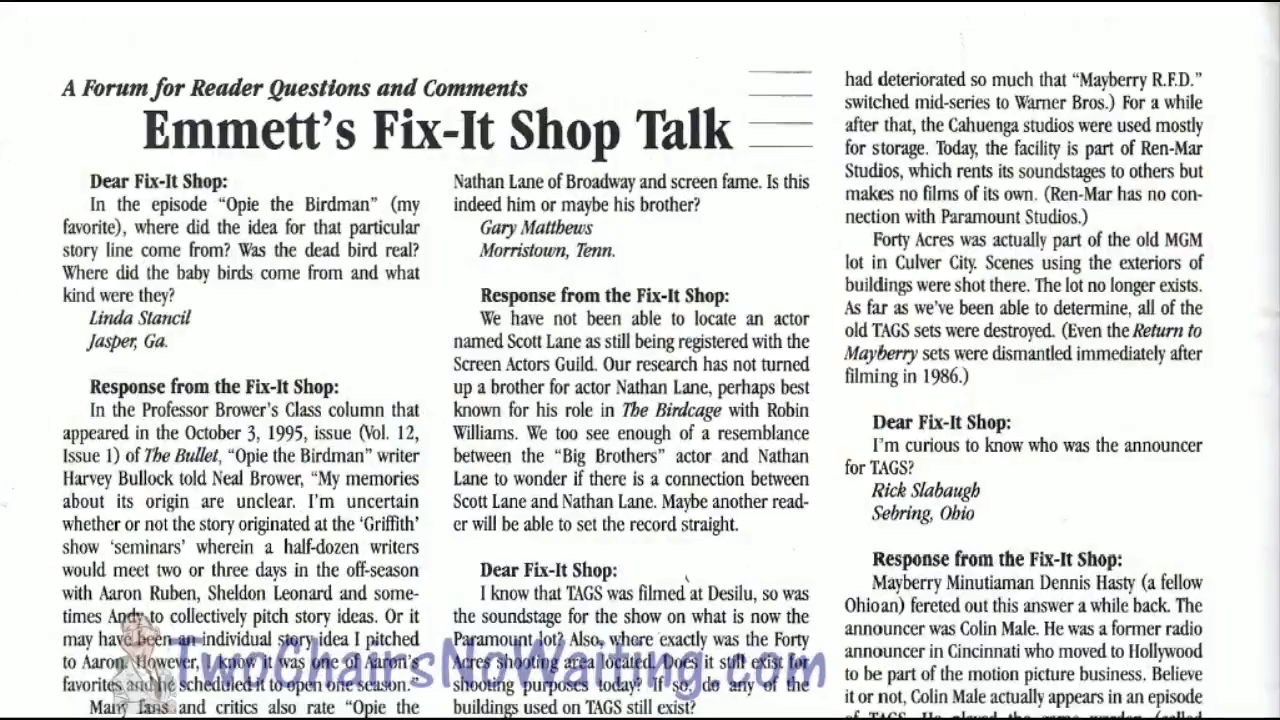 A Forum for Reader Questions and Comments
Emmett's Fix-It Shop Talk
Dear Fix-It Shop:
In the episode “Opie the Birdman” (my
favorite), where did the idea for that particular
story line come from? Was the dead bird real?
Where did the baby birds come from and what
kind were they?
Linda Stancil
Jasper, Ga.
Response from the Fix-It Shop:
In the Professor Brower's Class column that
appeared in the October 3, 1995, issue (Vol. 12,
Issue 1) of The Bullet, “Opie the Birdman” writer
Harvey Bullock told Neal Brower, “My memories
about its origin are unclear. I'm uncertain
whether or not the story originated at the ‘Griffith’
show ‘seminars’ wherein a half-dozen writers
would meet two or three days in the off-season
with Aaron Ruben, Sheldon Leonard and some-
times Andy to collectively pitch story ideas. Or it
may have been an individual story idea I pitched
to Aaron. However, I know it was one of Aaron's
favorites and he scheduled it to open one season.”
Many fans and critics also rate “Opie the
Nathan Lane of Broadway and screen fame. Is this
indeed him or maybe his brother?
Gary Matthews
Morristown, Tenn.
Response from the Fix-It Shop:
We have not been able to locate an actor
named Scott Lane as still being registered with the
Screen Actors Guild. Our research has not turned
up a brother for actor Nathan Lane, perhaps best
known for his role in The Birdcage with Robin
Williams. We too see enough of a resemblance
between the “Big Brothers” actor and Nathan
Lane to wonder if there is a connection between
Scott Lane and Nathan Lane. Maybe another read-
er will be able to set the record straight.
Dear Fix-It Shop:
I know that TAGS was filmed at Desilu, so was
the soundstage for the show on what is now the
Paramount lot? Also, where exactly was the Forty
Acres shooting area located. Does it still exist for
shooting purposes today? If so, do any of the
buildings used on TAGS still exist?
had deteriorated so much that “Mayberry R.F.D.”
switched mid-series to Warner Bros.) For a while
after that, the Cahuenga studios were used mostly
for storage. Today, the facility is part of Ren-Mar
Studios, which rents its soundstages to others but
makes no films of its own. (Ren-Mar has no con-
nection with Paramount Studios.)
Forty Acres was actually part of the old MGM
lot in Culver City. Scenes using the exteriors of
buildings were shot there. The lot no longer exists.
As far as we've been able to determine, all of the
old TAGS sets were destroyed. (Even the Return to
Mayberry sets were dismantled immediately after
filming in 1986.)
Dear Fix-It Shop:
I'm curious to know who was the announcer
for TAGS?
Rick Slabaugh
Sebring, Ohio
Response from the Fix-It Shop:
Mayberry Minutiaman Dennis Hasty (a fellow
Ohioan) fereted out this answer a while back. The
announcer was Colin Male. He was a former radio
announcer in Cincinnati who moved to Hollywood
to be part of the motion picture business. Believe
it or not, Colin Male actually appears in an episode
of TAGS. He played the game warden (called
TwoChairsNoWaiting.com